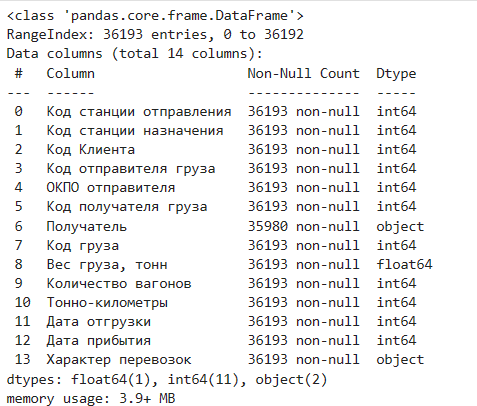 <class 'pandas.core.frame.DataFrame'>
RangeIndex: 36193 entries, 0 to 36192
Data columns (total 14 columns):
 #   Column                   Non-Null Count  Dtype
---  ------                   --------------  -----
 0   Код станции отправления  36193 non-null  int64
 1   Код станции назначения   36193 non-null  int64
 2   Код Клиента              36193 non-null  int64
 3   Код отправителя груза    36193 non-null  int64
 4   ОКПО отправителя         36193 non-null  int64
 5   Код получателя груза     36193 non-null  int64
 6   Получатель               35980 non-null  object
 7   Код груза                36193 non-null  int64
 8   Вес груза, тонн          36193 non-null  float64
 9   Количество вагонов       36193 non-null  int64
 10  Тонно-километры          36193 non-null  int64
 11  Дата отгрузки            36193 non-null  int64
 12  Дата прибытия            36193 non-null  int64
 13  Характер перевозок       36193 non-null  object
dtypes: float64(1), int64(11), object(2)
memory usage: 3.9+ MB